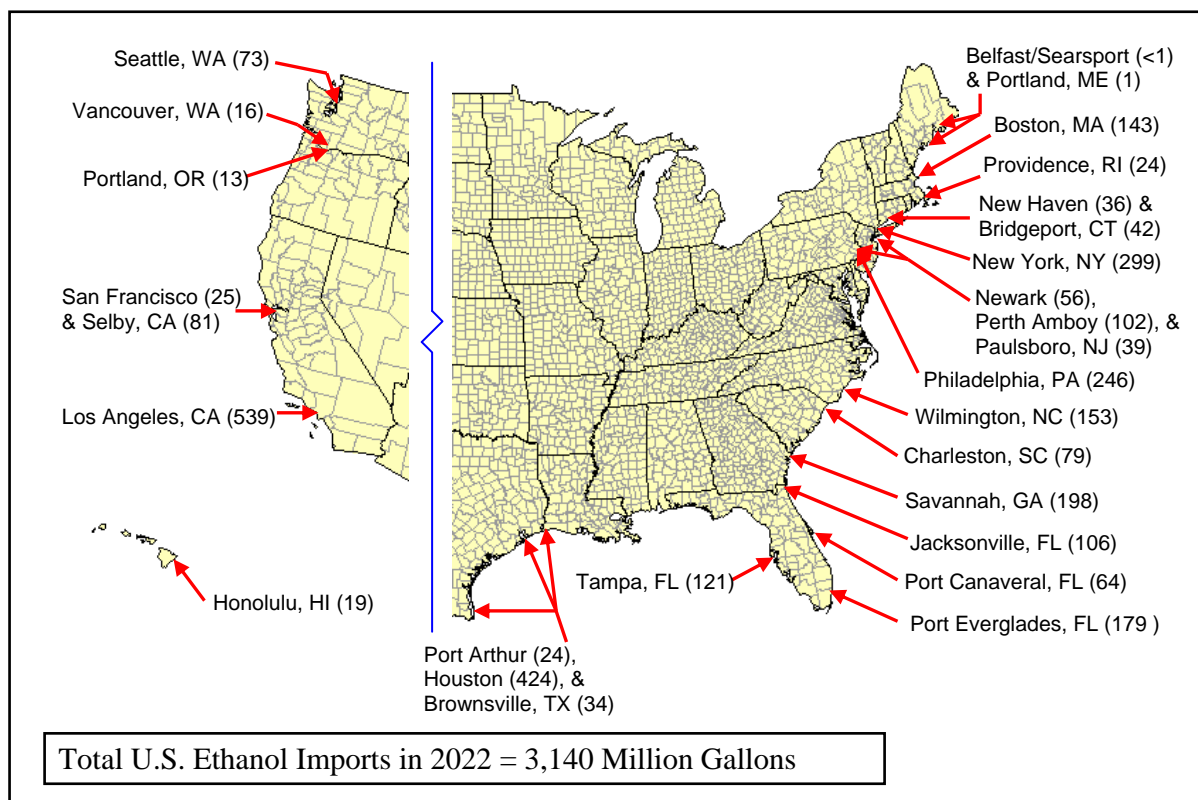 Seattle, WA (73)
Vancouver, WA (16)
Portland, OR (13)
San Francisco (25)
& Selby, CA (81)
Los Angeles, CA (539)
Honolulu, HI (19)
Belfast/Searsport (<1)
& Portland, ME (1)
Boston, MA (143)
Providence, RI (24)
New Haven (36) &
Bridgeport, CT (42)
New York, NY (299)
Newark (56),
Perth Amboy (102), &
Paulsboro, NJ (39)
Philadelphia, PA (246)
Wilmington, NC (153)
Charleston, SC (79)
Savannah, GA (198)
Jacksonville, FL (106)
Port Canaveral, FL (64)
Port Everglades, FL (179 )
Tampa, FL (121)
Port Arthur (24),
Houston (424), &
Brownsville, TX (34)
Total U.S. Ethanol Imports in 2022 = 3,140 Million Gallons